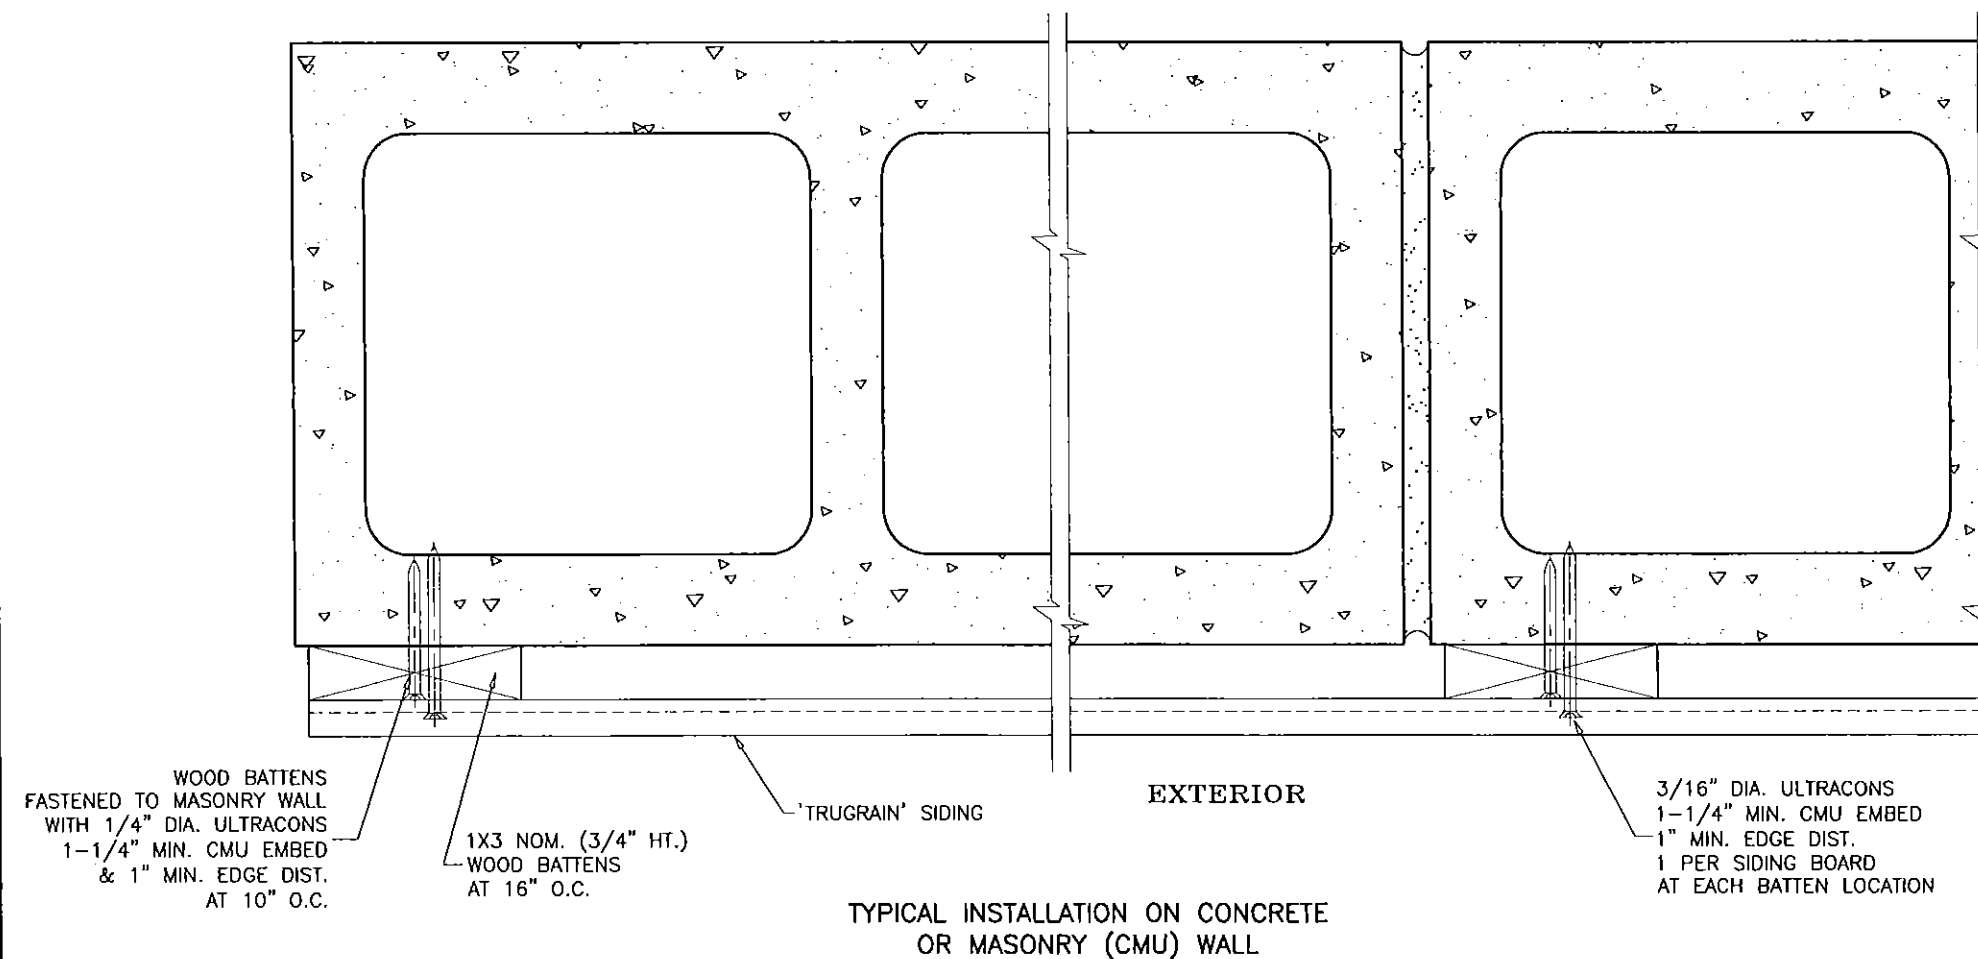 WOOD BATTENS
FASTENED TO MASONRY WALL
WITH 1/4" DIA. ULTRACONS
1-1/4" MIN. CMU EMBED
& 1" MIN. EDGE DIST.
AT 10" O.C.
1X3 NOM. (3/4" HT.)
WOOD BATTENS
AT 16" O.C.
'TRUGRAIN' SIDING
EXTERIOR
3/16" DIA. ULTRACONS
1-1/4" MIN. CMU EMBED
1" MIN. EDGE DIST.
1 PER SIDING BOARD
AT EACH BATTEN LOCATION
TYPICAL INSTALLATION ON CONCRETE
OR MASONRY (CMU) WALL